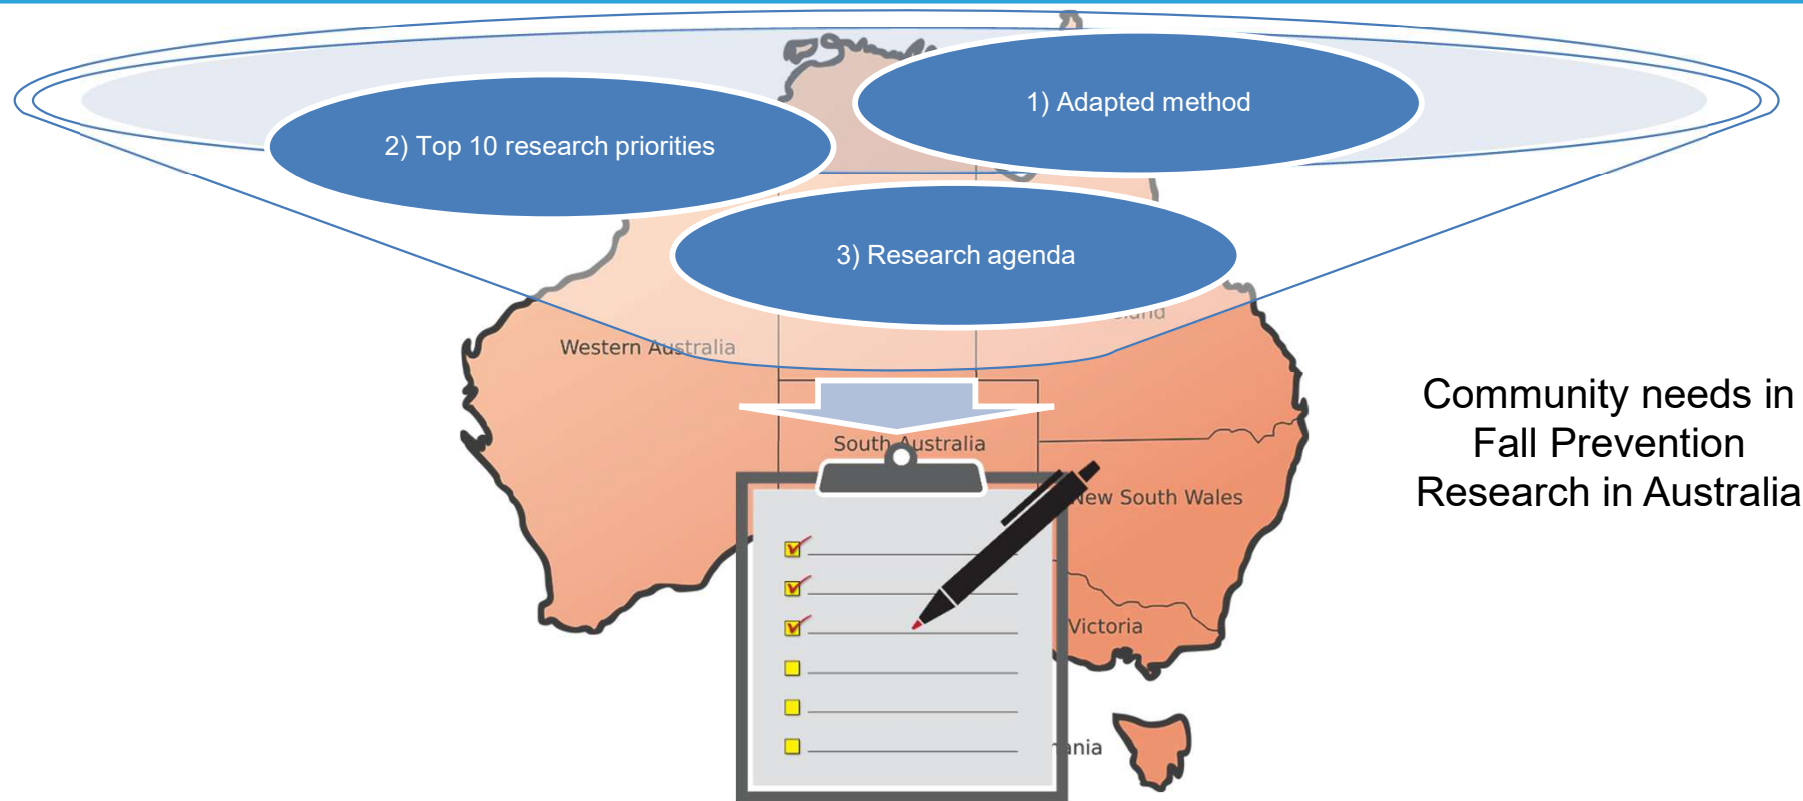 1) Adapted method
2) Top 10 research priorities
3) Research agenda
Western Australia
South Australia
New South Wales
Victoria
Community needs in
Fall Prevention
Research in Australia